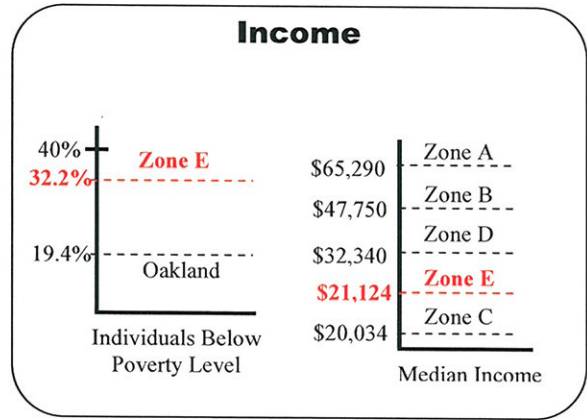 Income
40%
Zone E
32.2%
19.4%
Oakland
Individuals Below
Poverty Level
Zone A
$65,290
Zone B
$47,750
Zone D
$32,340
Zone E
$21,124
Zone C
$20,034
Median Income